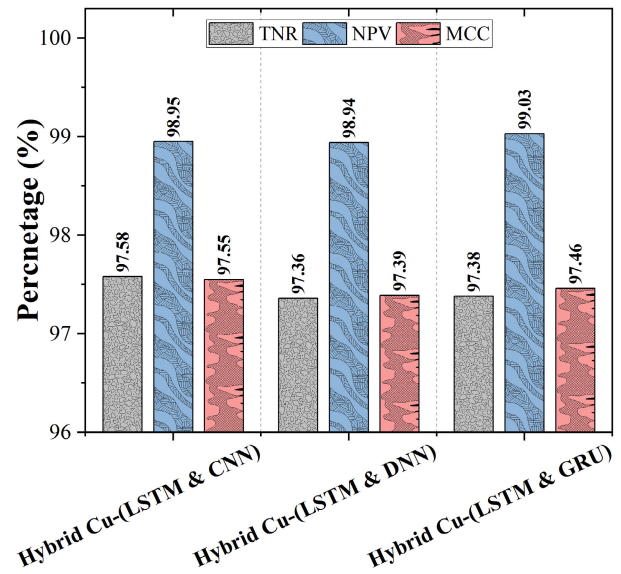 TNR NPV MCC
Percnetage (%)
100
99
98
97
96
97.58
98.95
97.55
97.36
98.94
97.39
97.38
99.03
97.46
Hybrid Cu-(LSTM & CNN)
Hybrid Cu-(LSTM & DNN)
Hybrid Cu-(LSTM & GRU)